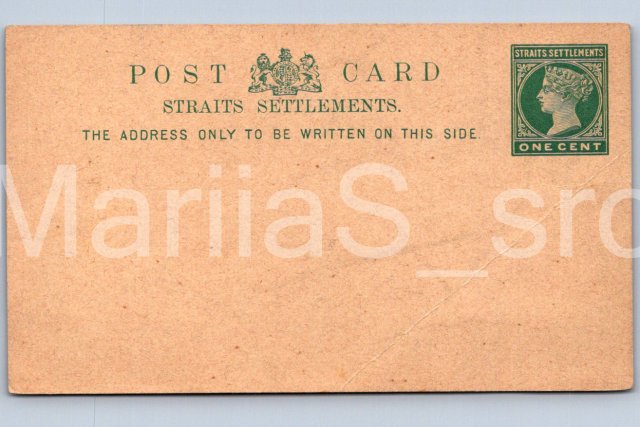 STRAITS SETTLEMENTS
POST CARD
STRAITS SETTLEMENTS.
THE ADDRESS ONLY TO BE WRITTEN ON THIS SIDE.
ONE CENT
MariiaS_src